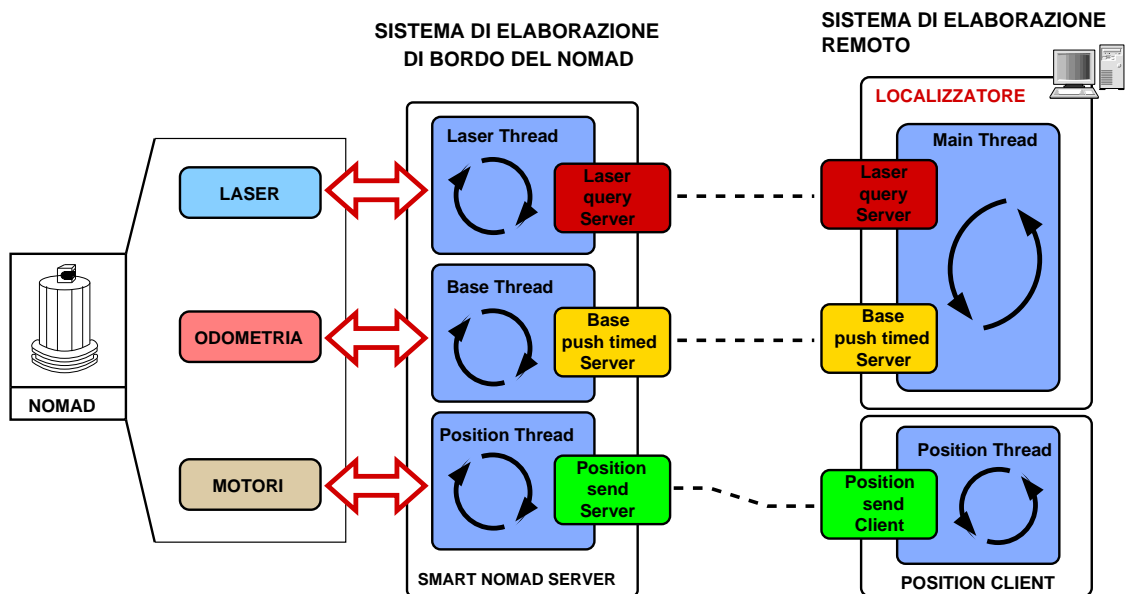 SISTEMA DI ELABORAZIONE
DI BORDO DEL NOMAD
SISTEMA DI ELABORAZIONE
REMOTO
NOMAD
LASER
ODOMETRIA
MOTORI
Laser Thread
Laser
query
Server
Base Thread
Base
push timed
Server
Position Thread
Position
send
Server
SMART NOMAD SERVER
LOCALIZZATORE
Main Thread
Laser
query
Server
Base
push timed
Server
Position Thread
Position
send
Client
POSITION CLIENT